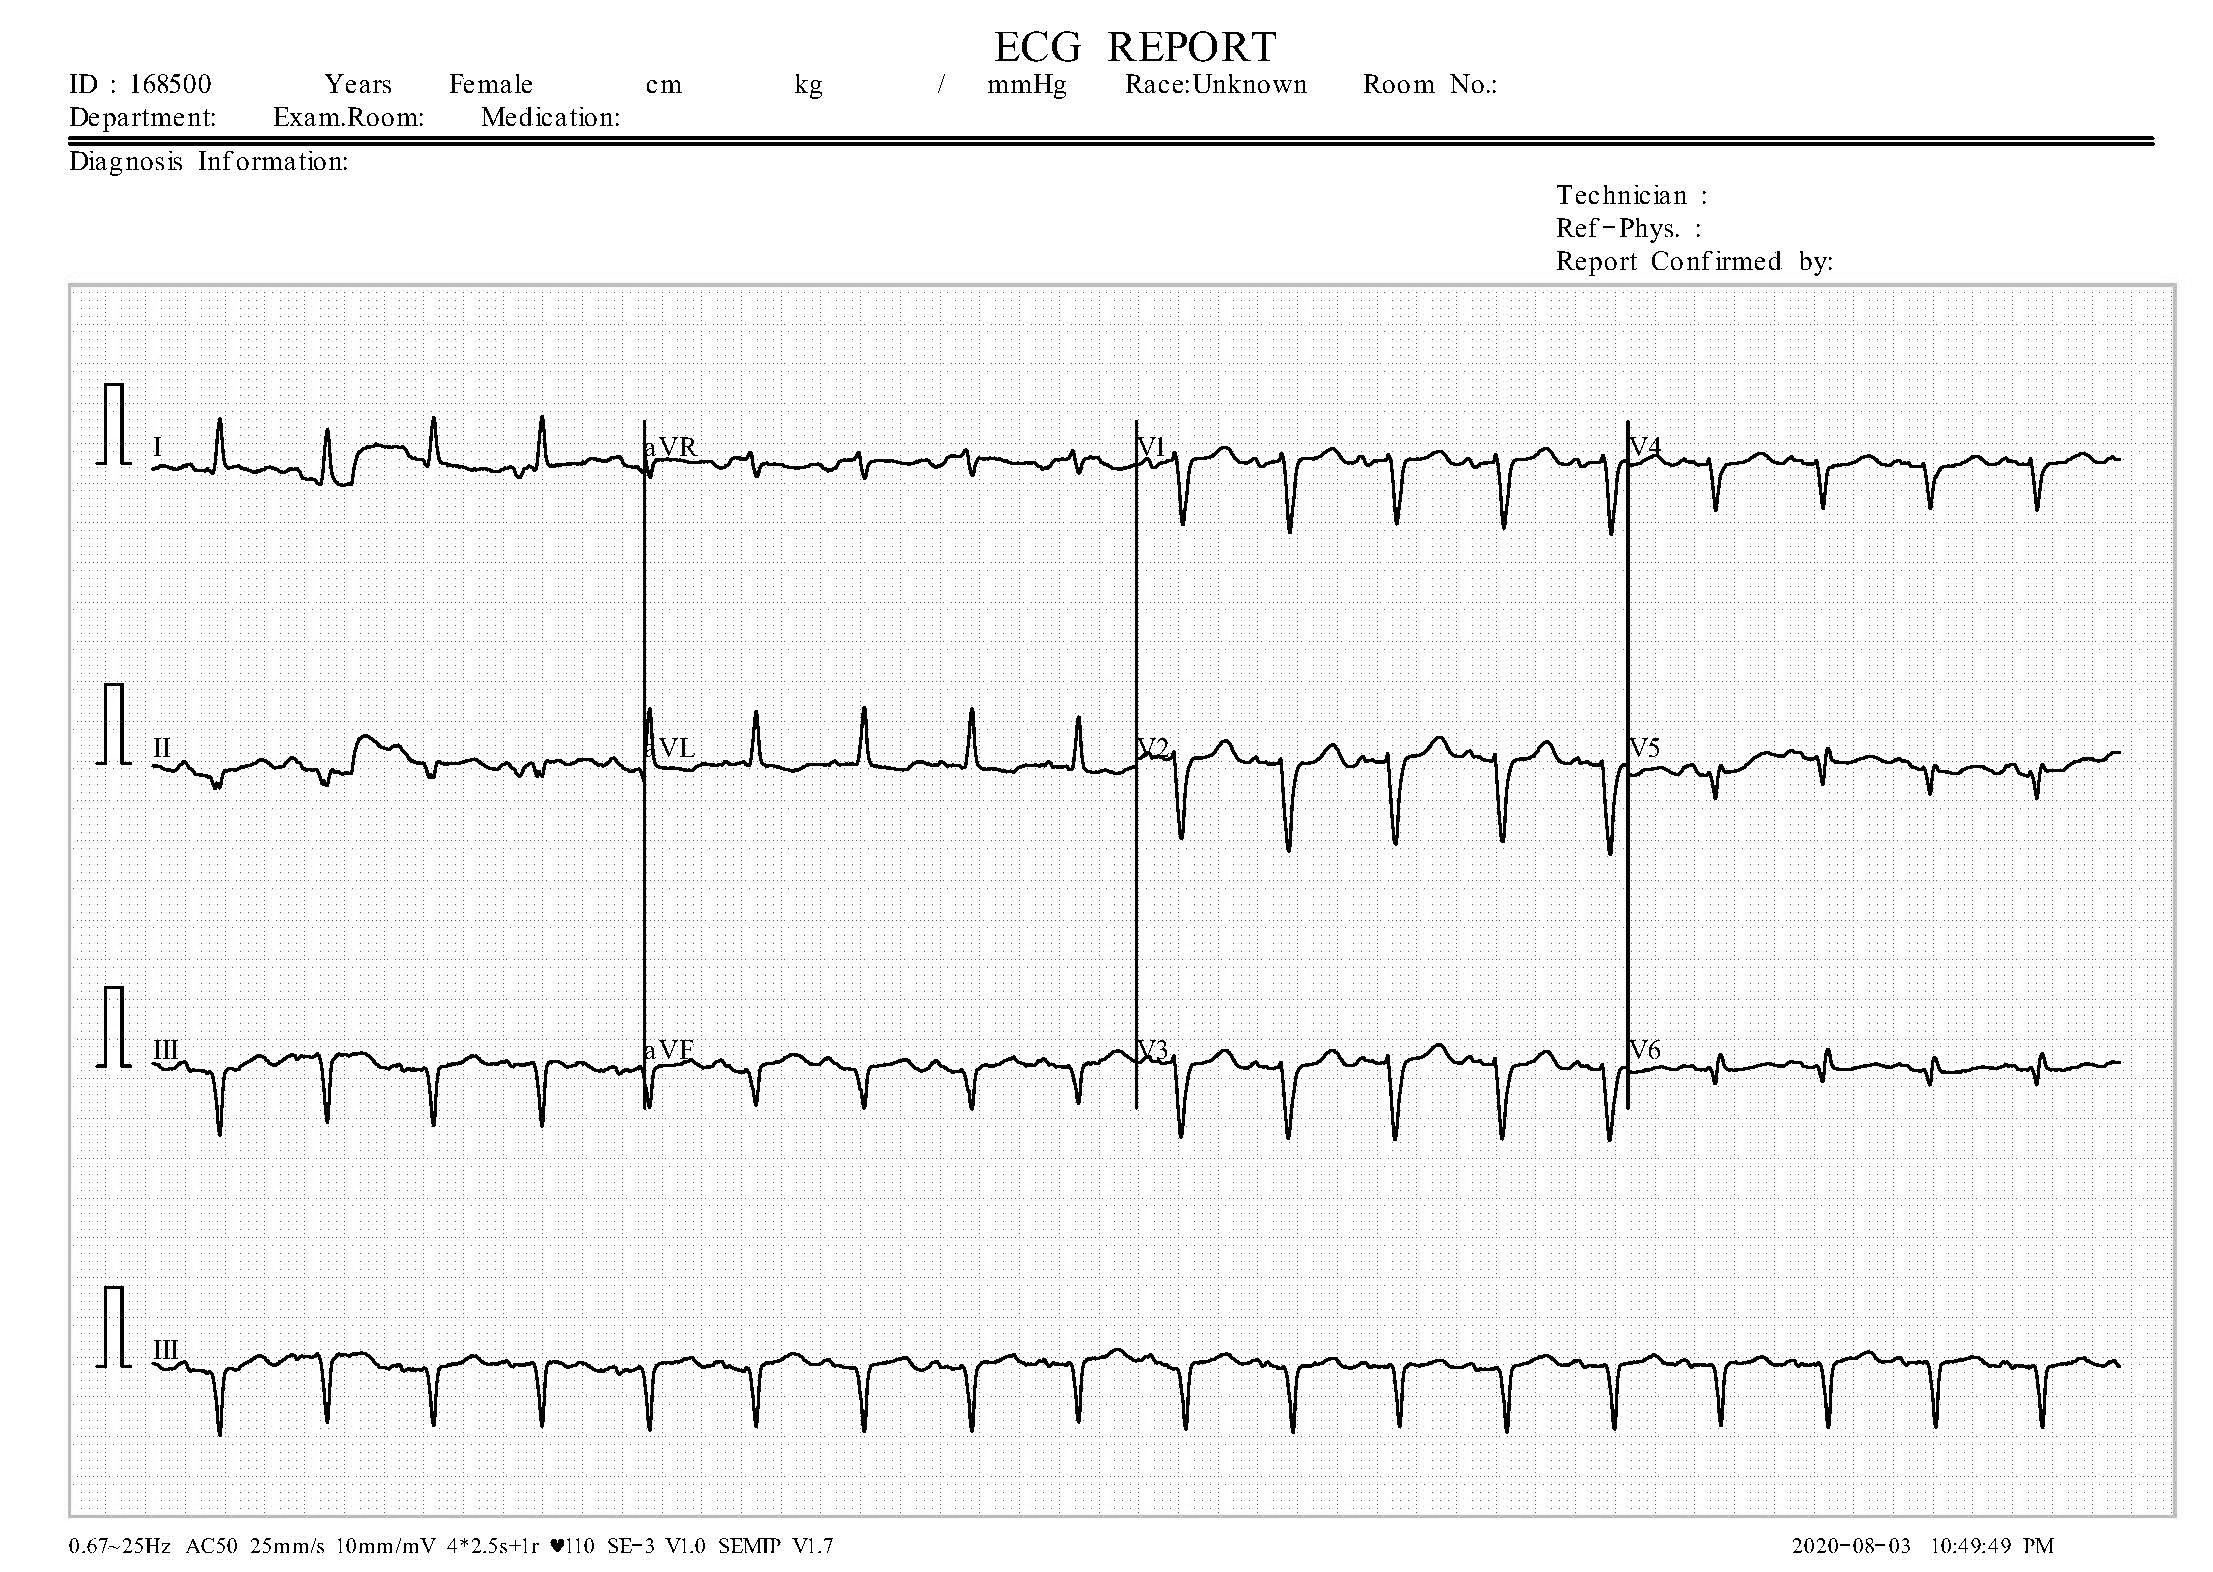 ECG REPORT
ID : 168500 Years Female cm kg / mmHg Race:Unknown Room No.:
Department: Exam.Room: Medication:
Diagnosis Information:
Technician :
Ref-Phys. :
Report Confirmed by:
I aVR V1 V4
II aVL V2 V5
III aVF V3 V6
III
0.67~25Hz AC50 25mm/s 10mm/mV 4*2.5s+1r ♥110 SE-3 V1.0 SEMIP V1.7 2020-08-03 10:49:49 PM